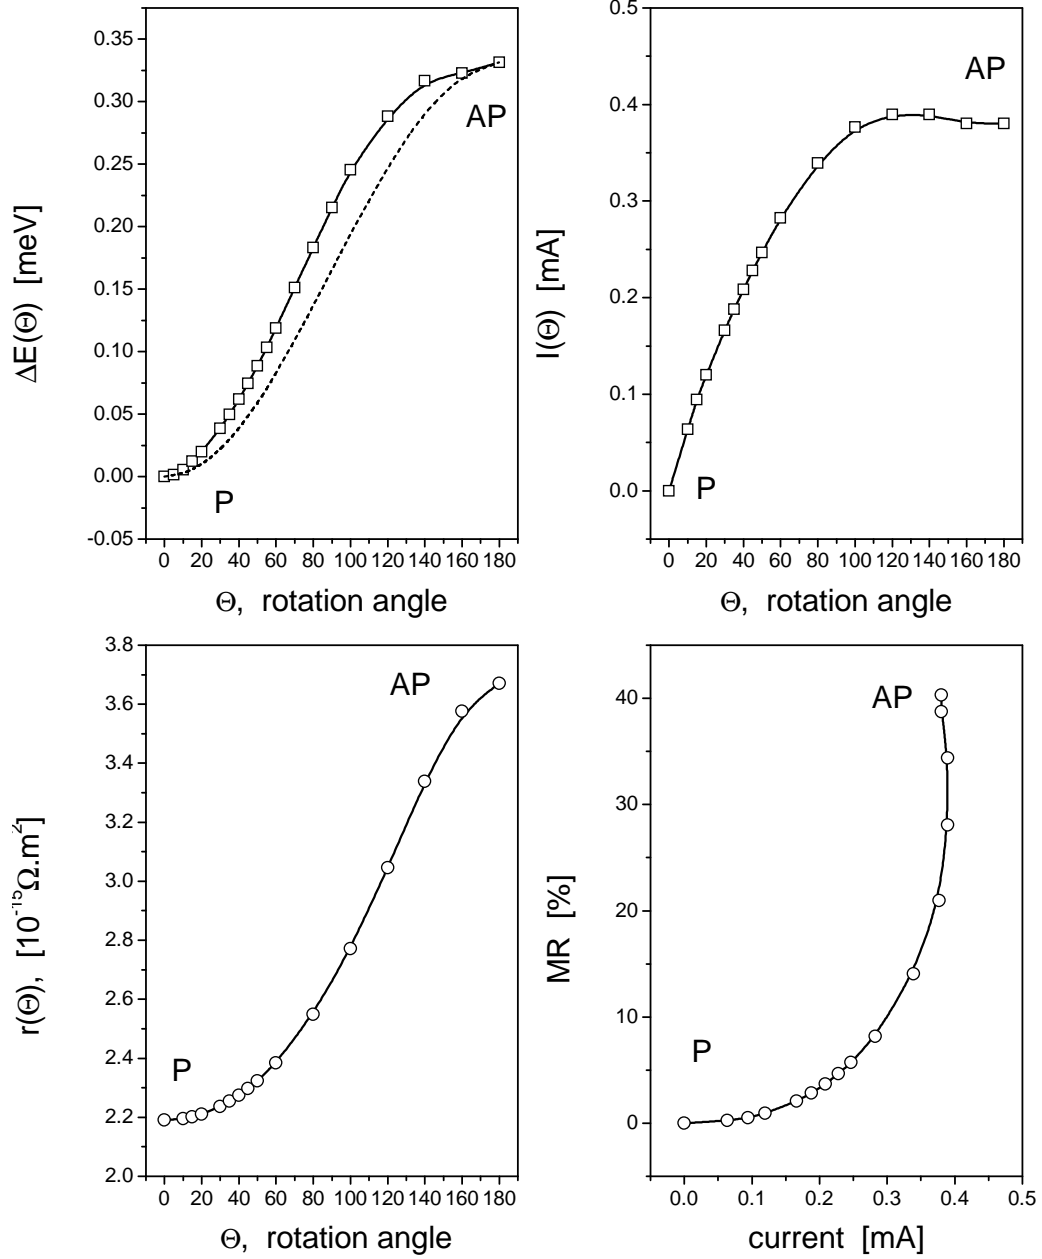 0.35
0.30
0.25
0.20
0.15
0.10
0.05
0.00
-0.05
ΔE(Θ) [meV]
AP
P
0 20 40 60 80 100 120 140 160 180
Θ, rotation angle
0.5
0.4
0.3
0.2
0.1
0.0
I(Θ) [mA]
AP
P
0 20 40 60 80 100 120 140 160 180
Θ, rotation angle
3.8
3.6
3.4
3.2
3.0
2.8
2.6
2.4
2.2
2.0
r(Θ), [10⁻¹⁵Ω.m²]
AP
P
0 20 40 60 80 100 120 140 160 180
Θ, rotation angle
40
30
20
10
0
MR [%]
AP
P
0.0 0.1 0.2 0.3 0.4 0.5
current [mA]